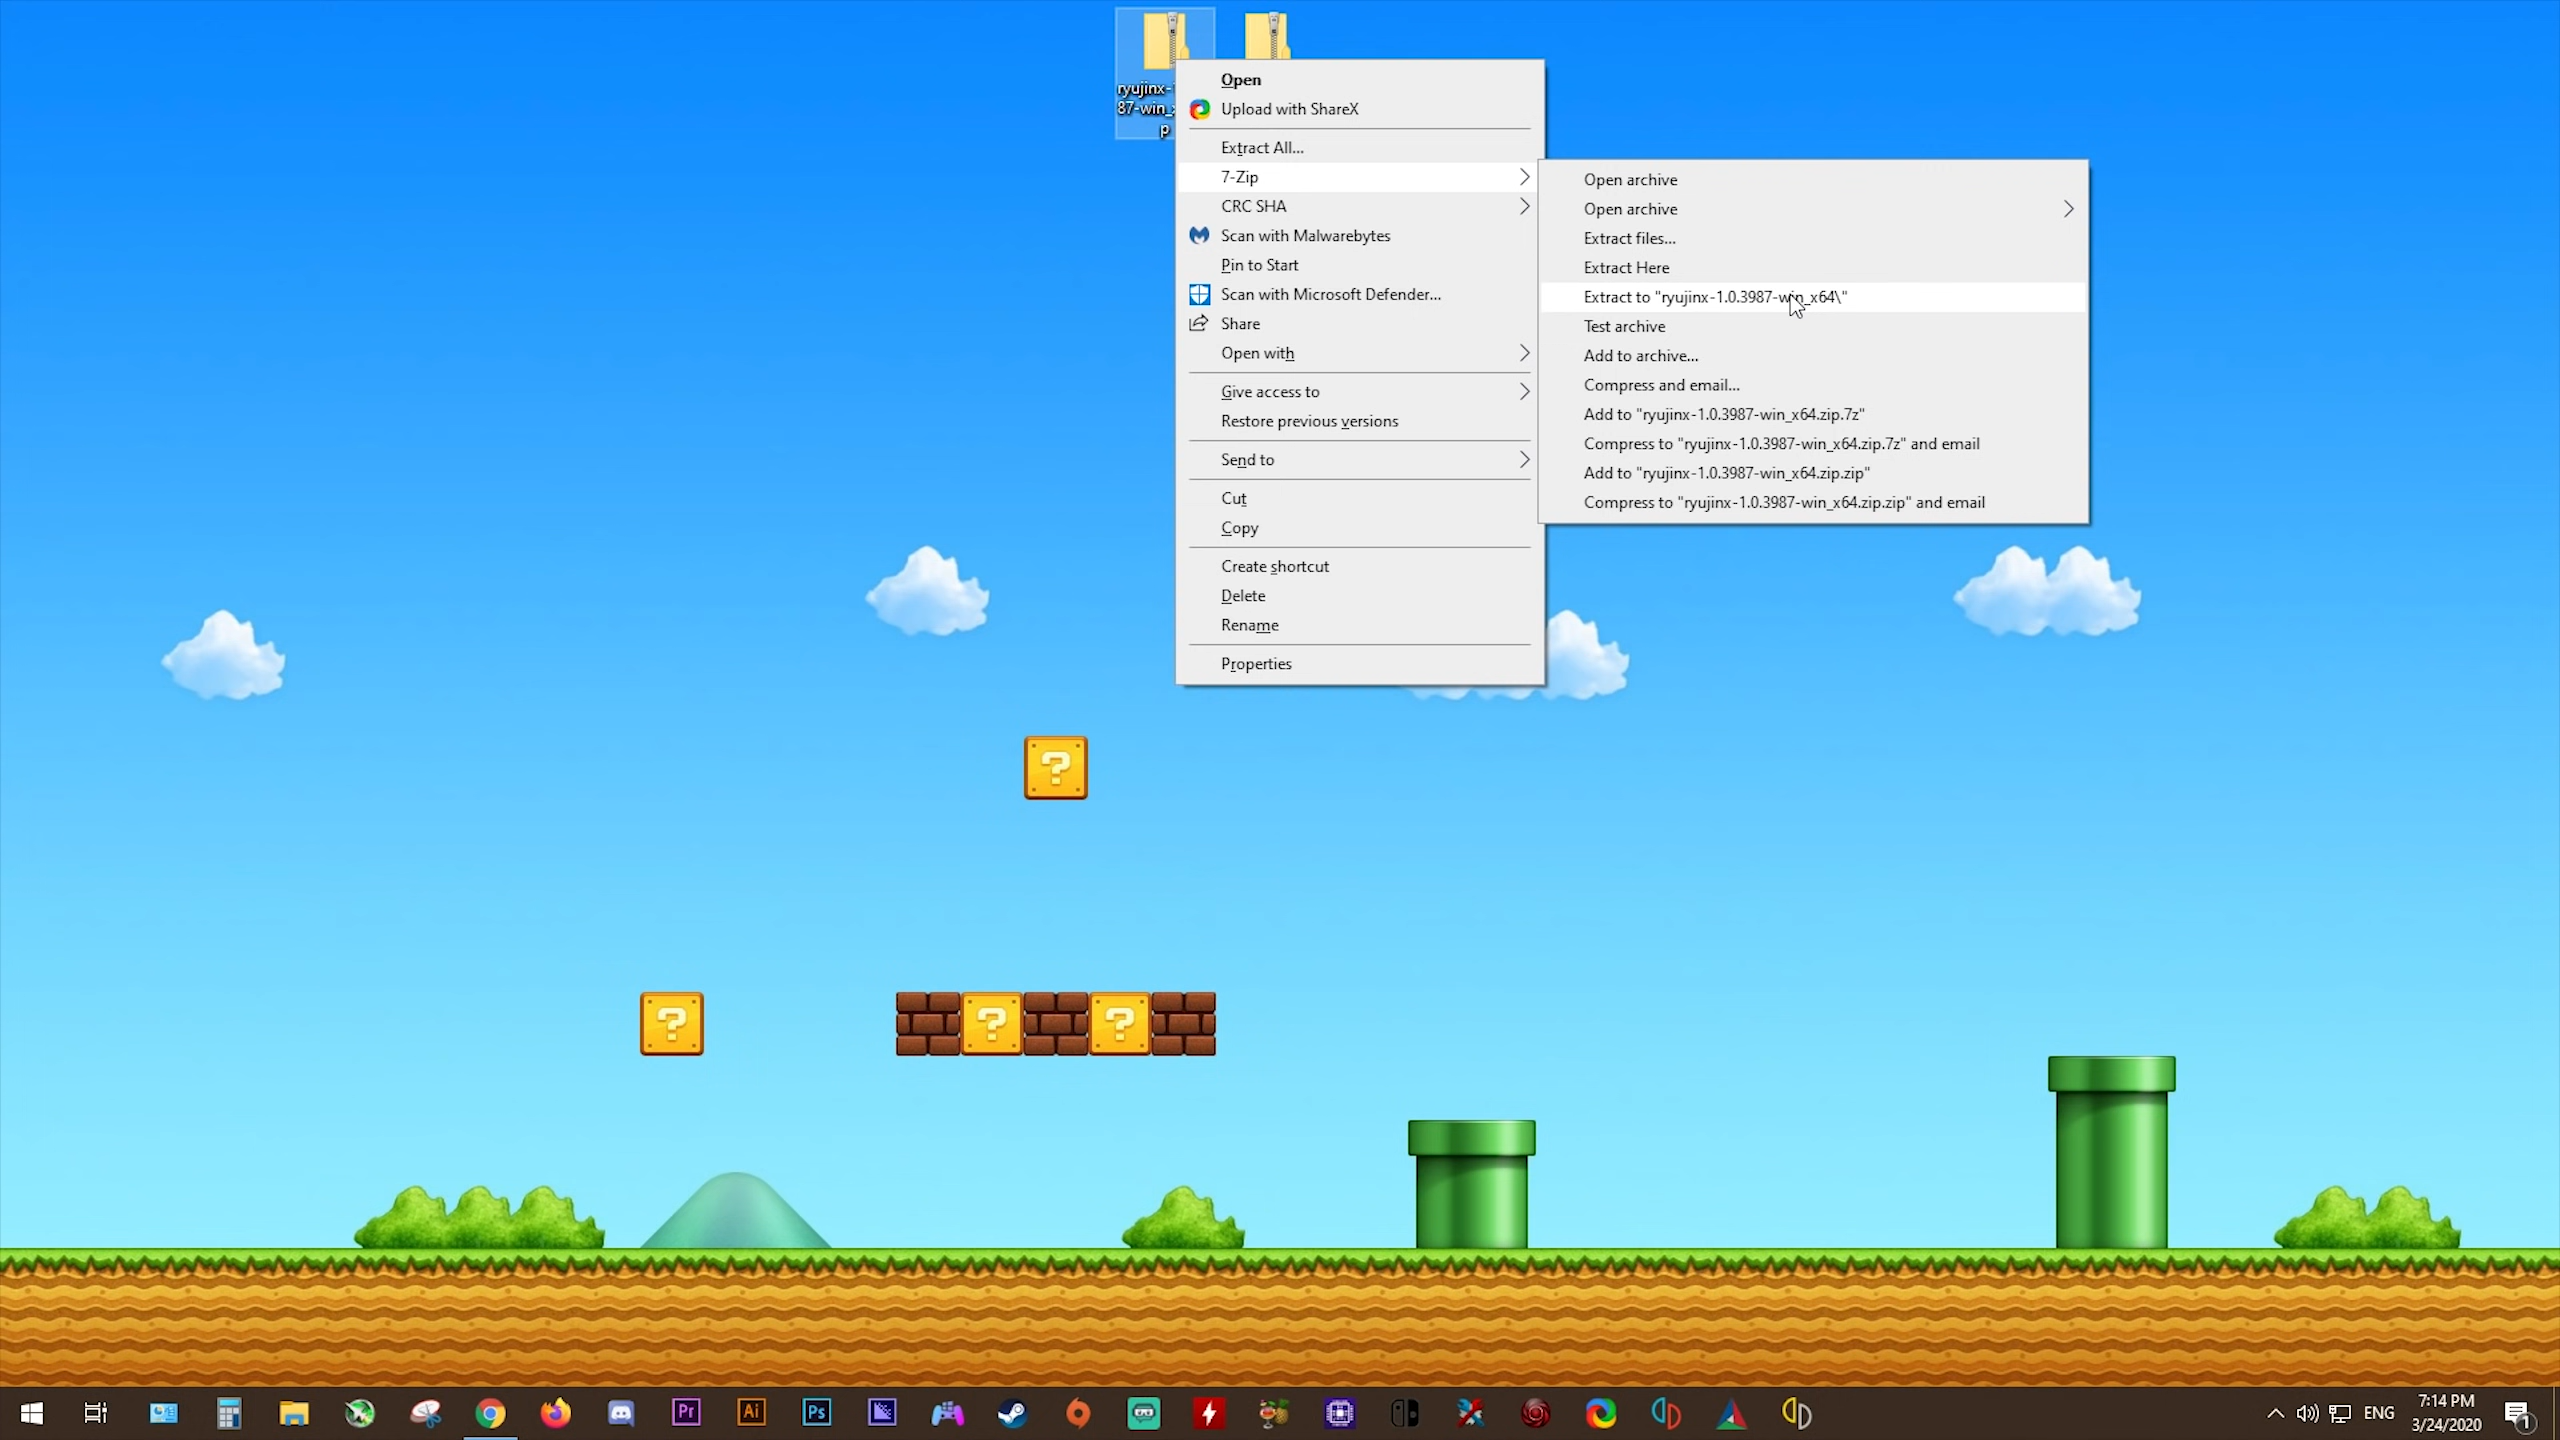 ryujinx-1
87-win_x
p
Open
Upload with ShareX
Extract All...
7-Zip
CRC SHA
Scan with Malwarebytes
Pin to Start
Scan with Microsoft Defender...
Share
Open with
Give access to
Restore previous versions
Send to
Cut
Copy
Create shortcut
Delete
Rename
Properties
Open archive
Open archive
Extract files...
Extract Here
Extract to "ryujinx-1.0.3987-win_x64\"
Test archive
Add to archive...
Compress and email...
Add to "ryujinx-1.0.3987-win_x64.zip.7z"
Compress to "ryujinx-1.0.3987-win_x64.zip.7z" and email
Add to "ryujinx-1.0.3987-win_x64.zip.zip"
Compress to "ryujinx-1.0.3987-win_x64.zip.zip" and email
?
?
?
?
Pr
Ai
Ps
ENG
7:14 PM
3/24/2020
1